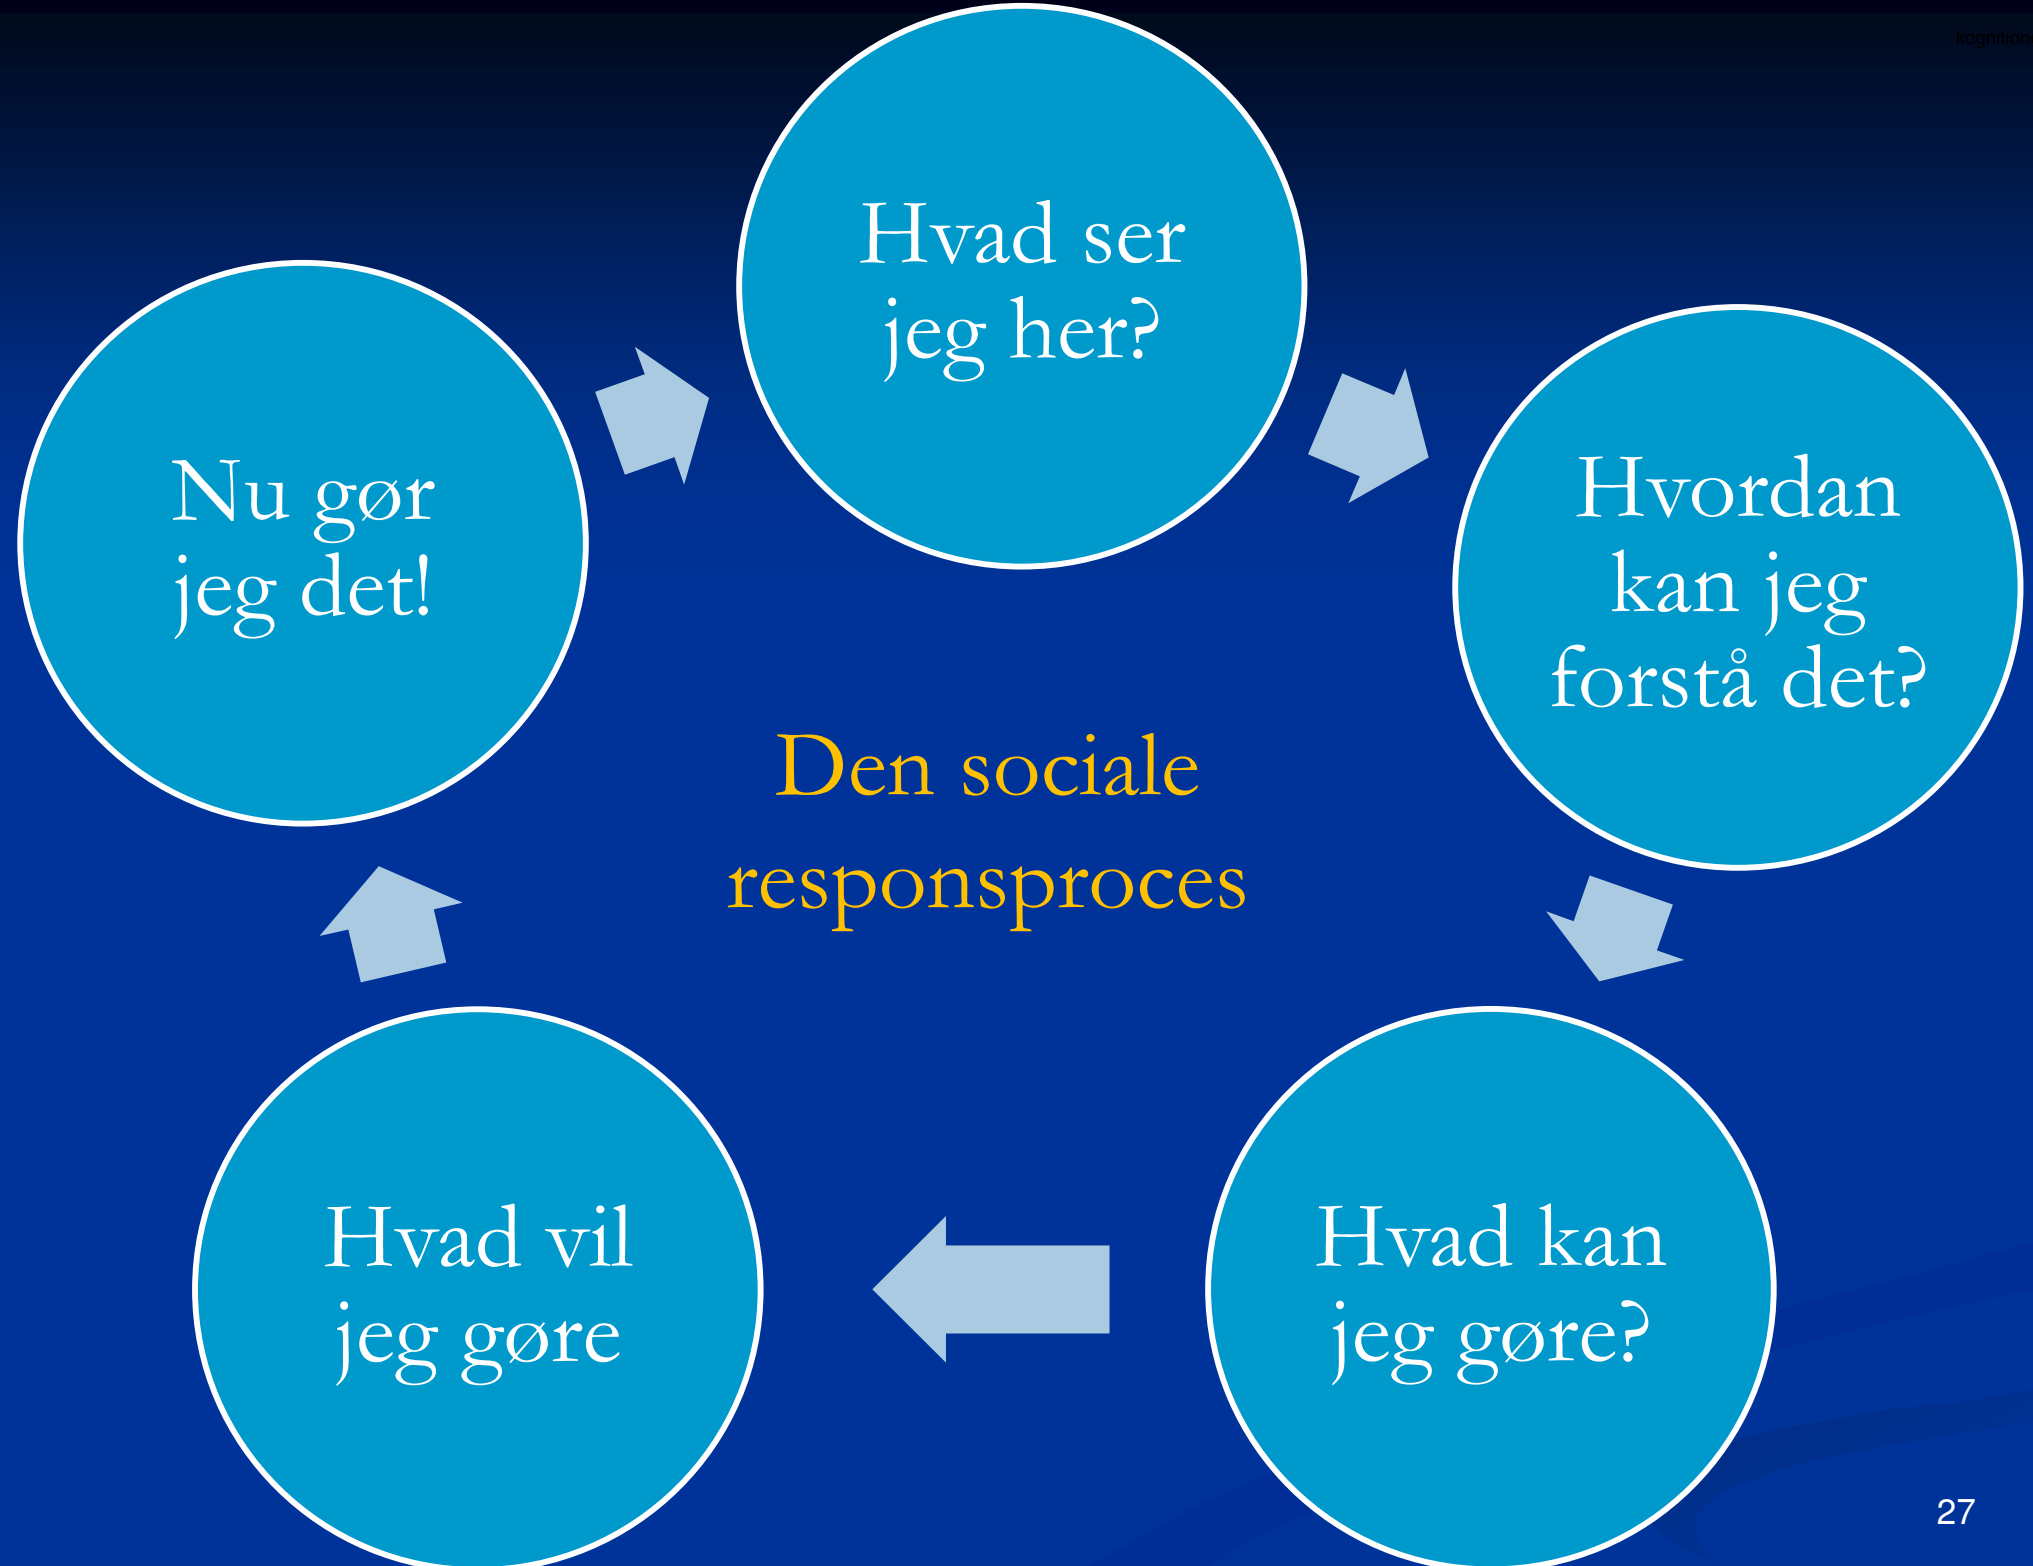 kognition
Hvad ser
jeg her?
Hvordan
kan jeg
forstå det?
Hvad kan
jeg gøre?
Hvad vil
jeg gøre
Nu gør
jeg det!
Den sociale
responsproces
27